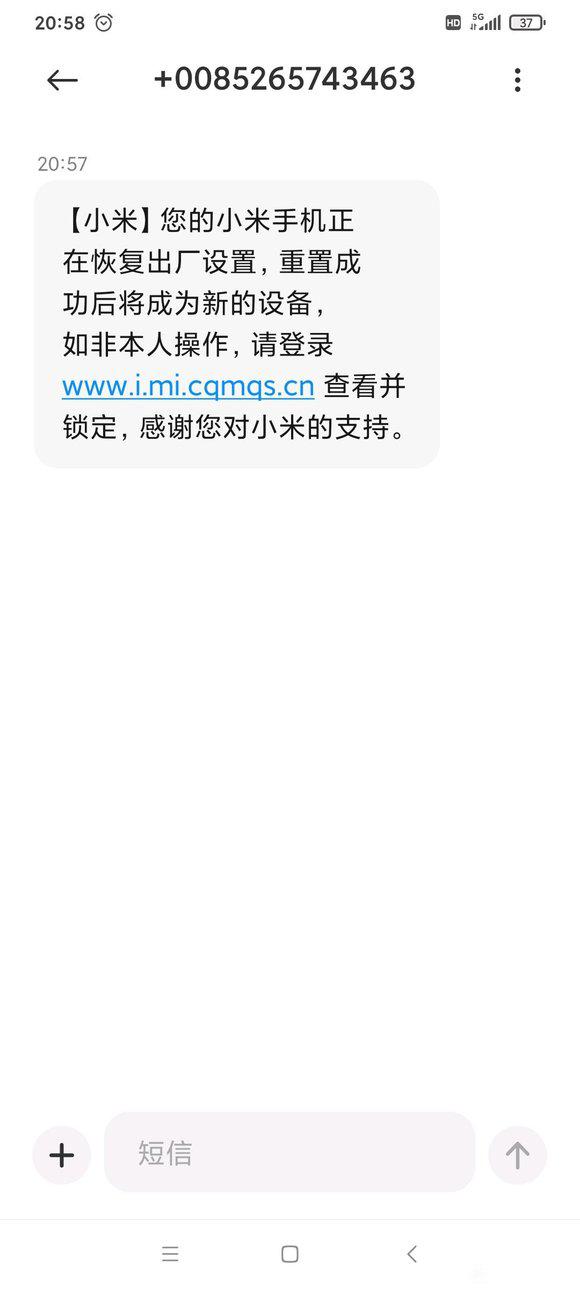 20:58
HD 5G 37
+0085265743463
20:57
【小米】您的小米手机正
在恢复出厂设置，重置成
功后将成为新的设备，
如非本人操作，请登录
www.i.mi.cqmqs.cn 查看并
锁定，感谢您对小米的支持。
短信